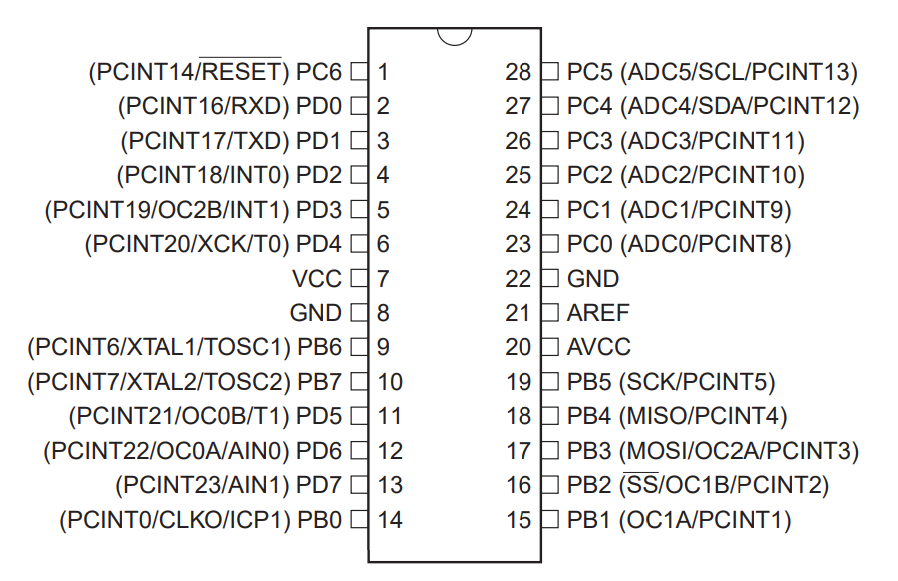 (PCINT14/RESET) PC6 1 28 PC5 (ADC5/SCL/PCINT13)
(PCINT16/RXD) PD0 2 27 PC4 (ADC4/SDA/PCINT12)
(PCINT17/TXD) PD1 3 26 PC3 (ADC3/PCINT11)
(PCINT18/INT0) PD2 4 25 PC2 (ADC2/PCINT10)
(PCINT19/OC2B/INT1) PD3 5 24 PC1 (ADC1/PCINT9)
(PCINT20/XCK/T0) PD4 6 23 PC0 (ADC0/PCINT8)
VCC 7 22 GND
GND 8 21 AREF
(PCINT6/XTAL1/TOSC1) PB6 9 20 AVCC
(PCINT7/XTAL2/TOSC2) PB7 10 19 PB5 (SCK/PCINT5)
(PCINT21/OC0B/T1) PD5 11 18 PB4 (MISO/PCINT4)
(PCINT22/OC0A/AIN0) PD6 12 17 PB3 (MOSI/OC2A/PCINT3)
(PCINT23/AIN1) PD7 13 16 PB2 (SS/OC1B/PCINT2)
(PCINT0/CLKO/ICP1) PB0 14 15 PB1 (OC1A/PCINT1)